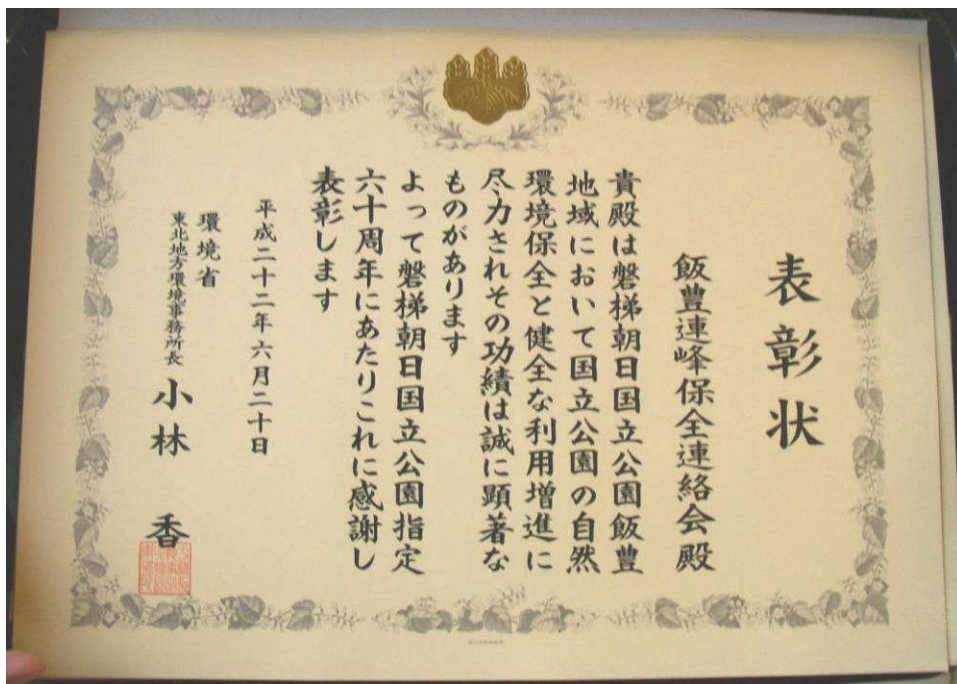 表彰状
飯豊連峰保全連絡会殿
貴殿は磐梯朝日国立公園飯豊
地域において国立公園の自然
環境保全と健全な利用増進に
尽力されその功績は誠に顕著な
ものがあります
よって磐梯朝日国立公園指定
六十周年にあたりこれに感謝し
表彰します
平成二十二年六月二十日
環境省
東北地方環境事務所長
小林 香